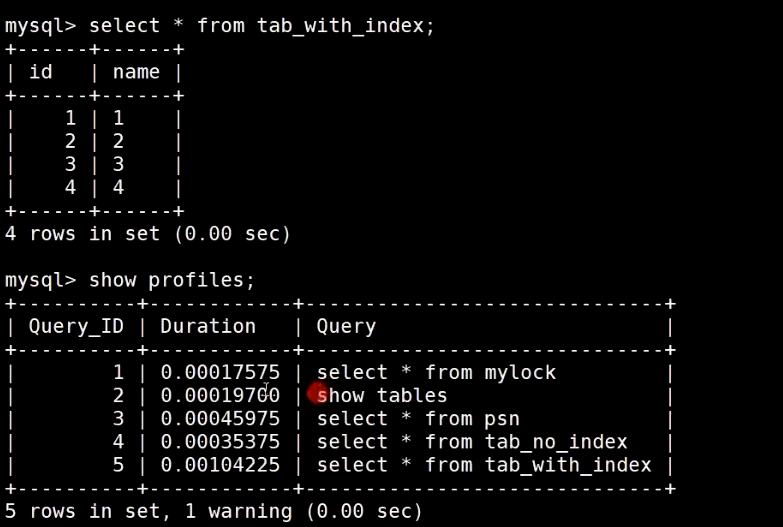 mysql> select * from tab_with_index;
+------+------+
| id   | name |
+------+------+
|    1 | 1    |
|    2 | 2    |
|    3 | 3    |
|    4 | 4    |
+------+------+
4 rows in set (0.00 sec)
mysql> show profiles;
+----------+------------+------------------------------+
| Query_ID | Duration   | Query                        |
+----------+------------+------------------------------+
|        1 | 0.00017575 | select * from mylock         |
|        2 | 0.00019700 | show tables                  |
|        3 | 0.00045975 | select * from psn            |
|        4 | 0.00035375 | select * from tab_no_index   |
|        5 | 0.00104225 | select * from tab_with_index |
+----------+------------+------------------------------+
5 rows in set, 1 warning (0.00 sec)